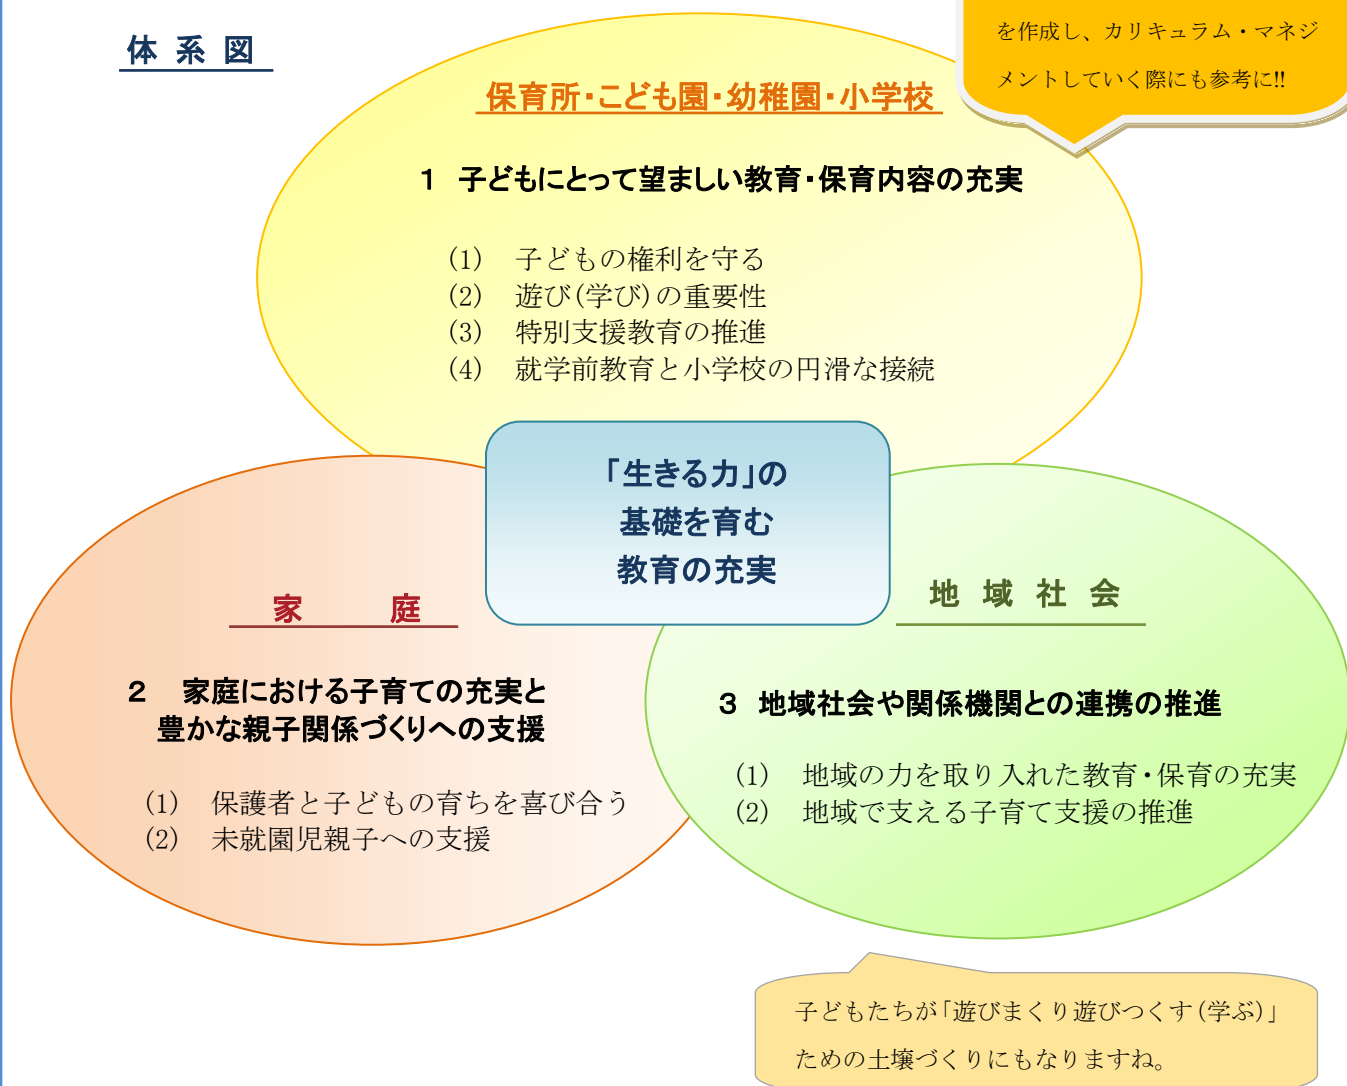 体 系 図
を作成し、カリキュラム・マネジ
メントしていく際にも参考に!!
保育所・こども園・幼稚園・小学校
１ 子どもにとって望ましい教育・保育内容の充実
(1) 子どもの権利を守る
(2) 遊び(学び)の重要性
(3) 特別支援教育の推進
(4) 就学前教育と小学校の円滑な接続
「生きる力」の
基礎を育む
教育の充実
家 庭
２ 家庭における子育ての充実と
豊かな親子関係づくりへの支援
(1) 保護者と子どもの育ちを喜び合う
(2) 未就園児親子への支援
地 域 社 会
３ 地域社会や関係機関との連携の推進
(1) 地域の力を取り入れた教育・保育の充実
(2) 地域で支える子育て支援の推進
子どもたちが「遊びまくり遊びつくす(学ぶ)」
ための土壌づくりにもなりますね。